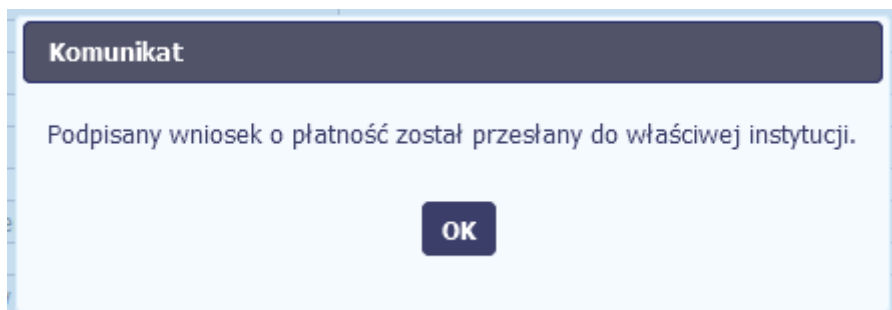 Komunikat
Podpisany wniosek o płatność został przesłany do właściwej instytucji.
OK